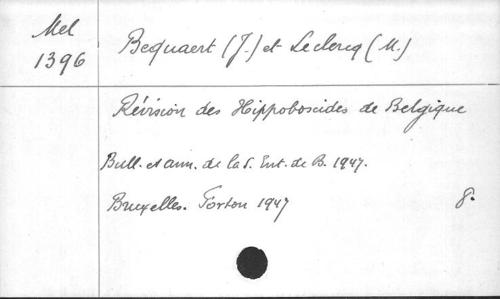 Mel
1396
Bequaert (J.) et Leclercq (M.)
Révision des Hippoboscides de Belgique
Bull. et ann. de la S. Ent. de B. 1947.
Bruxelles. Torton 1947 8.